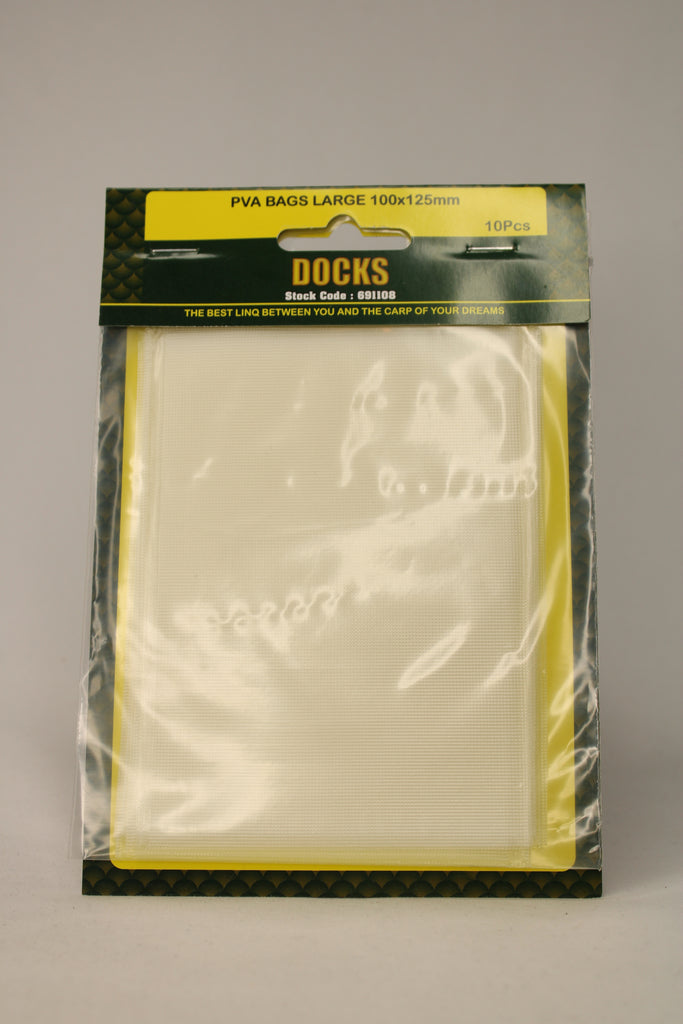 PVA BAGS LARGE 100x125mm
10Pcs
DOCKS
Stock Code : 691108
THE BEST LINQ BETWEEN YOU AND THE CARP OF YOUR DREAMS